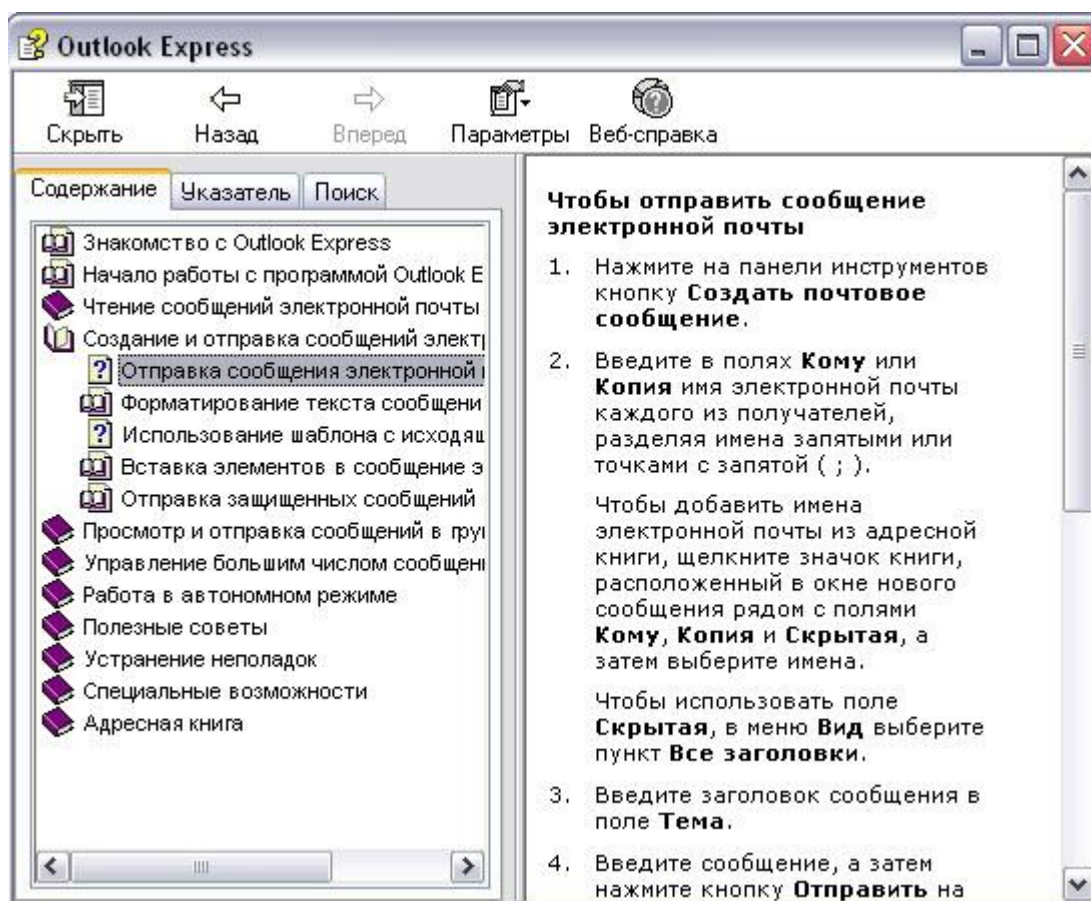 Outlook Express
Скрыть Назад Вперед Параметры Веб-справка
Содержание Указатель Поиск
Знакомство с Outlook Express
Начало работы с программой Outlook E
Чтение сообщений электронной почты
Создание и отправка сообщений элект
Отправка сообщения электронной
Форматирование текста сообщени
Использование шаблона с исходящ
Вставка элементов в сообщение э
Отправка защищенных сообщений
Просмотр и отправка сообщений в гру
Управление большим числом сообщен
Работа в автономном режиме
Полезные советы
Устранение неполадок
Специальные возможности
Адресная книга
Чтобы отправить сообщение
электронной почты
1. Нажмите на панели инструментов
кнопку Создать почтовое
сообщение.
2. Введите в полях Кому или
Копия имя электронной почты
каждого из получателей,
разделяя имена запятыми или
точками с запятой ( ; ).
Чтобы добавить имена
электронной почты из адресной
книги, щелкните значок книги,
расположенный в окне нового
сообщения рядом с полями
Кому, Копия и Скрытая, а
затем выберите имена.
Чтобы использовать поле
Скрытая, в меню Вид выберите
пункт Все заголовки.
3. Введите заголовок сообщения в
поле Тема.
4. Введите сообщение, а затем
нажмите кнопку Отправить на